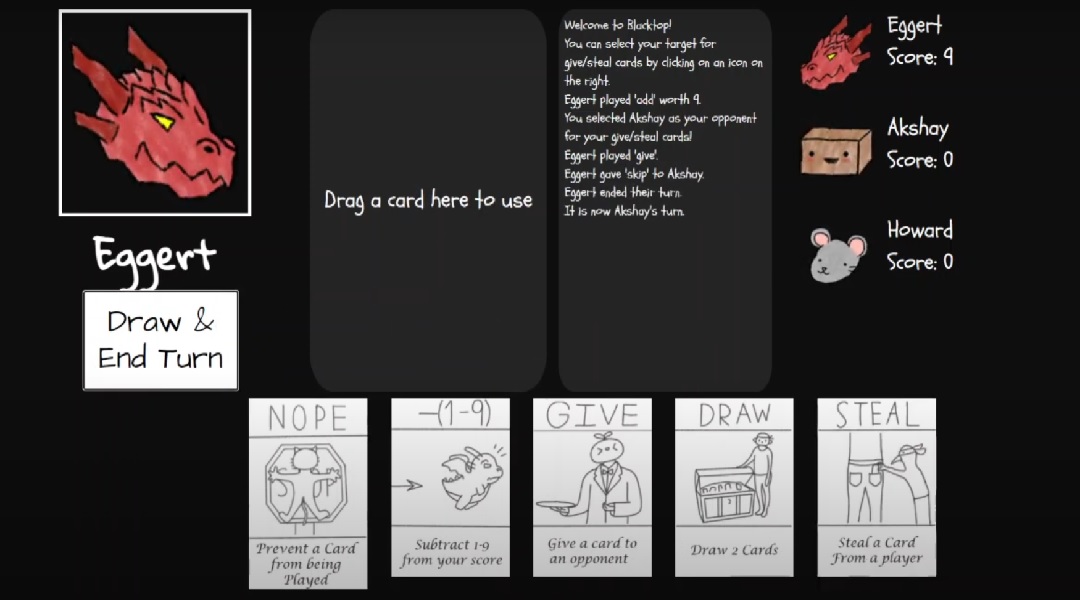 Eggert
Draw &
End Turn
Drag a card here to use
Welcome to Blacktop!
You can select your target for
give/steal cards by clicking on an icon on
the right.
Eggert played 'add' worth 9.
You selected Akshay as your opponent
for your give/steal cards!
Eggert played 'give'.
Eggert gave 'skip' to Akshay.
Eggert ended their turn.
It is now Akshay's turn.
Eggert
Score: 9
Akshay
Score: 0
Howard
Score: 0
NOPE
Prevent a Card
from being
Played
-(1-9)
Subtract 1-9
from your score
GIVE
Give a card to
an opponent
DRAW
Draw 2 Cards
STEAL
Steal a Card
From a player